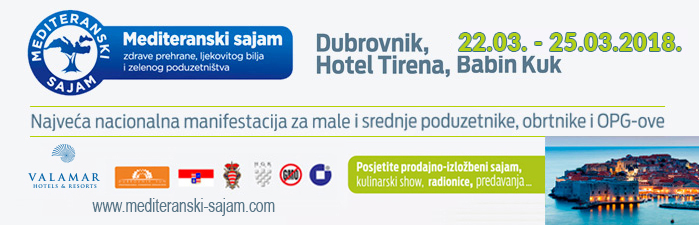 MEDITERANSKI SAJAM
Mediteranski sajam
zdrave prehrane, ljekovitog bilja
i zelenog poduzetništva
Dubrovnik, 22.03. - 25.03.2018.
Hotel Tirena, Babin Kuk
Najveća nacionalna manifestacija za male i srednje poduzetnike, obrtnike i OPG-ove
VALAMAR
HOTELS & RESORTS
Posjetite prodajno-izložbeni sajam,
kulinarski show, radionice, predavanja ...
www.mediteranski-sajam.com